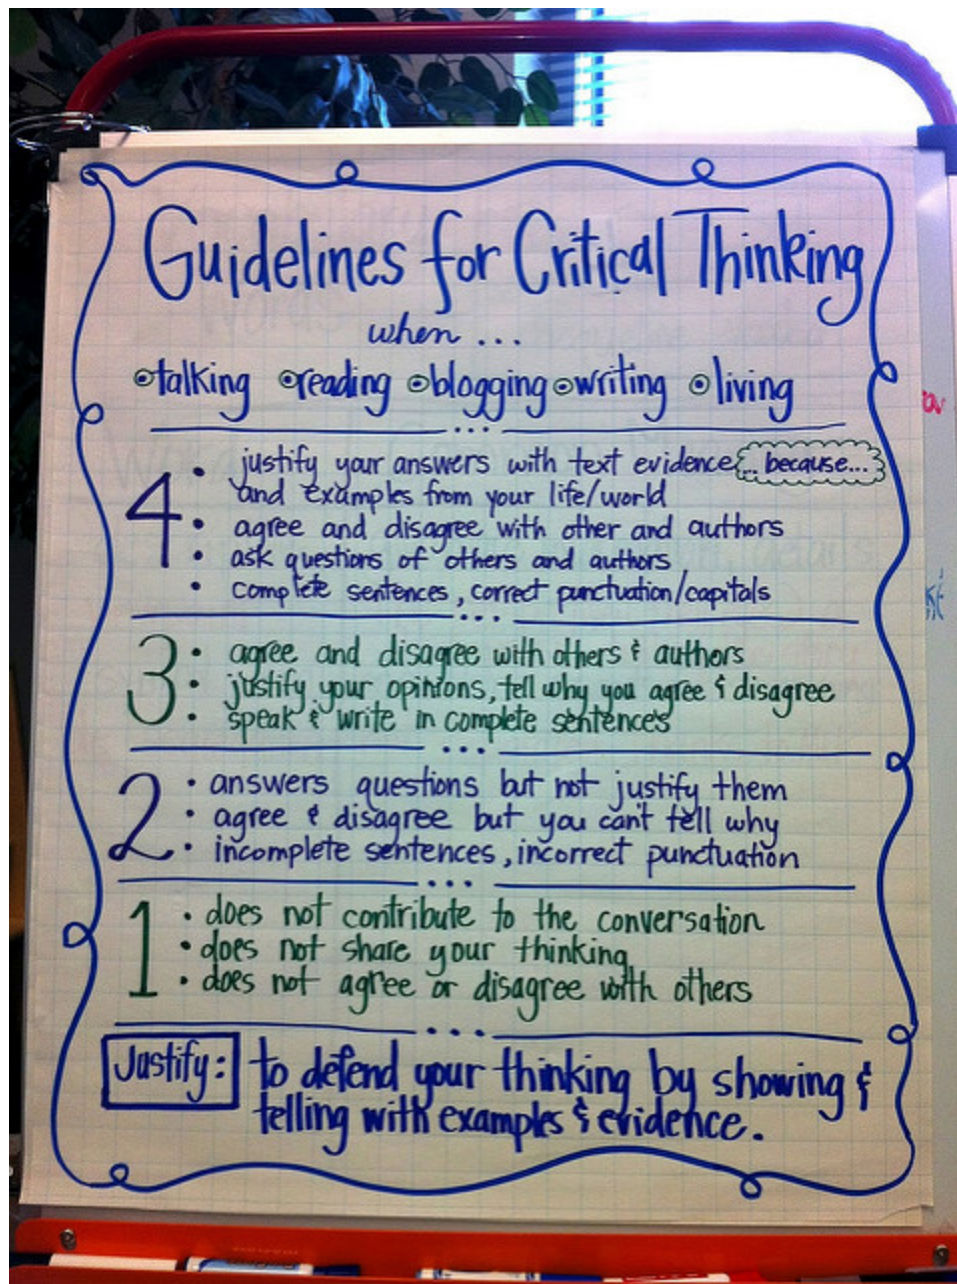 Guidelines for Critical Thinking
when ...
talking reading blogging writing living
4 • justify your answers with text evidence ... because...
and examples from your life/world
• agree and disagree with other and authors
• ask questions of others and authors
• complete sentences, correct punctuation/capitals
3 • agree and disagree with others & authors
• justify your opinions, tell why you agree & disagree
• speak & write in complete sentences
2 • answers questions but not justify them
• agree & disagree but you cant tell why
• incomplete sentences, incorrect punctuation
1 • does not contribute to the conversation
• does not share your thinking
• does not agree or disagree with others
Justify: to defend your thinking by showing &
telling with examples & evidence.